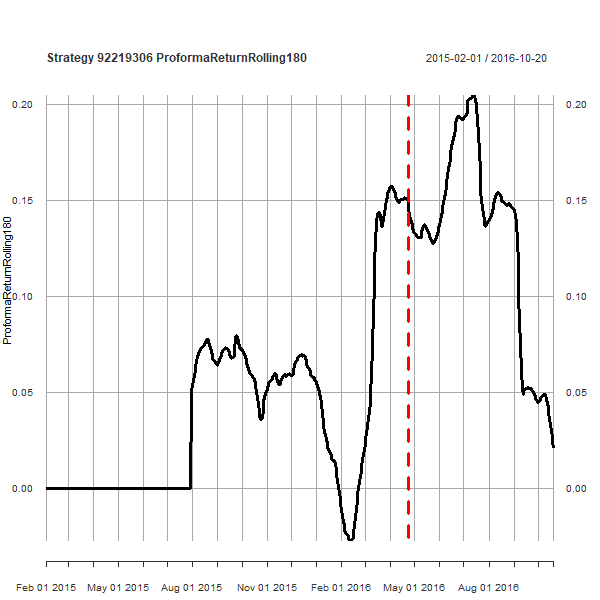 Strategy 92219306 ProformaReturnRolling180
2015-02-01 / 2016-10-20
0.20
0.20
0.15
0.15
ProformaReturnRolling180
0.10
0.10
0.05
0.05
0.00
0.00
Feb 01 2015
May 01 2015
Aug 01 2015
Nov 01 2015
Feb 01 2016
May 01 2016
Aug 01 2016